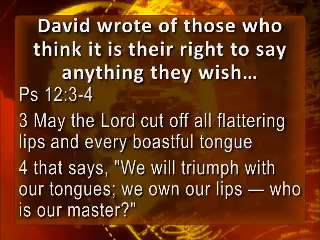 David wrote of those who
think it is their right to say
anything they wish…
Ps 12:3-4
3 May the Lord cut off all flattering
lips and every boastful tongue
4 that says, "We will triumph with
our tongues; we own our lips — who
is our master?"